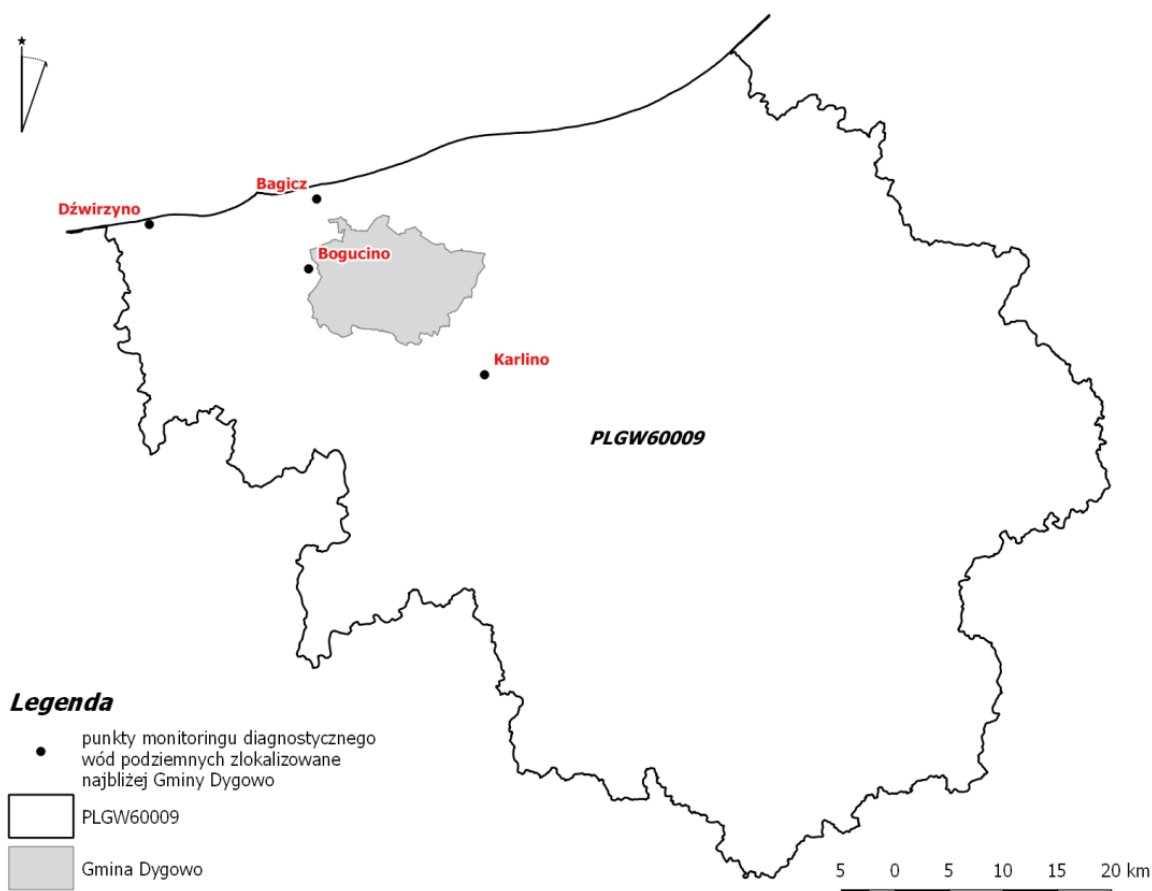 Bagicz
Dźwirzyno
Bogucino
Karlino
PLGW60009
Legenda
punkty monitoringu diagnostycznego
wód podziemnych zlokalizowane
najbliżej Gminy Dygowo
PLGW60009
Gmina Dygowo
5 0 5 10 15 20 km